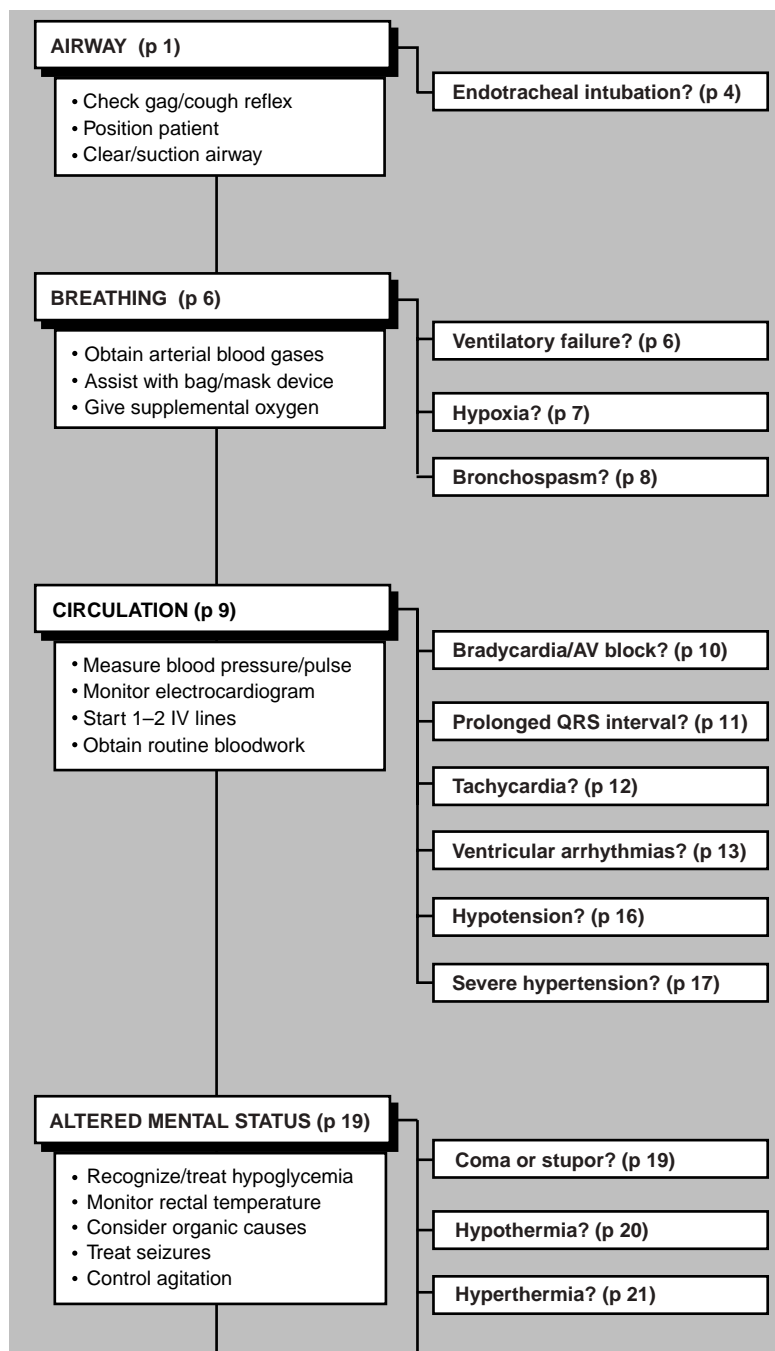 AIRWAY (p 1)
• Check gag/cough reflex
• Position patient
• Clear/suction airway
Endotracheal intubation? (p 4)
BREATHING (p 6)
• Obtain arterial blood gases
• Assist with bag/mask device
• Give supplemental oxygen
Ventilatory failure? (p 6)
Hypoxia? (p 7)
Bronchospasm? (p 8)
CIRCULATION (p 9)
• Measure blood pressure/pulse
• Monitor electrocardiogram
• Start 1–2 IV lines
• Obtain routine bloodwork
Bradycardia/AV block? (p 10)
Prolonged QRS interval? (p 11)
Tachycardia? (p 12)
Ventricular arrhythmias? (p 13)
Hypotension? (p 16)
Severe hypertension? (p 17)
ALTERED MENTAL STATUS (p 19)
• Recognize/treat hypoglycemia
• Monitor rectal temperature
• Consider organic causes
• Treat seizures
• Control agitation
Coma or stupor? (p 19)
Hypothermia? (p 20)
Hyperthermia? (p 21)